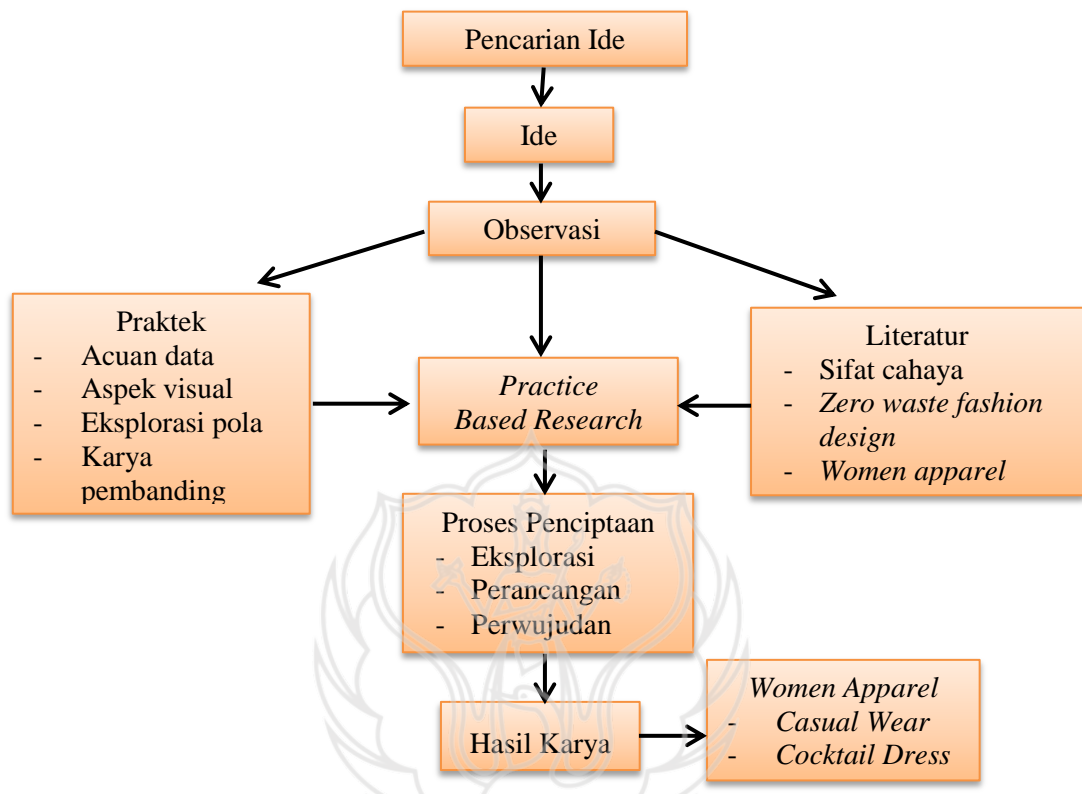 Pencarian Ide
Ide
Observasi
Praktek
- Acuan data
- Aspek visual
- Eksplorasi pola
- Karya
pembanding
Practice
Based Research
Literatur
- Sifat cahaya
- Zero waste fashion
design
- Women apparel
Proses Penciptaan
- Eksplorasi
- Perancangan
- Perwujudan
Hasil Karya
Women Apparel
- Casual Wear
- Cocktail Dress